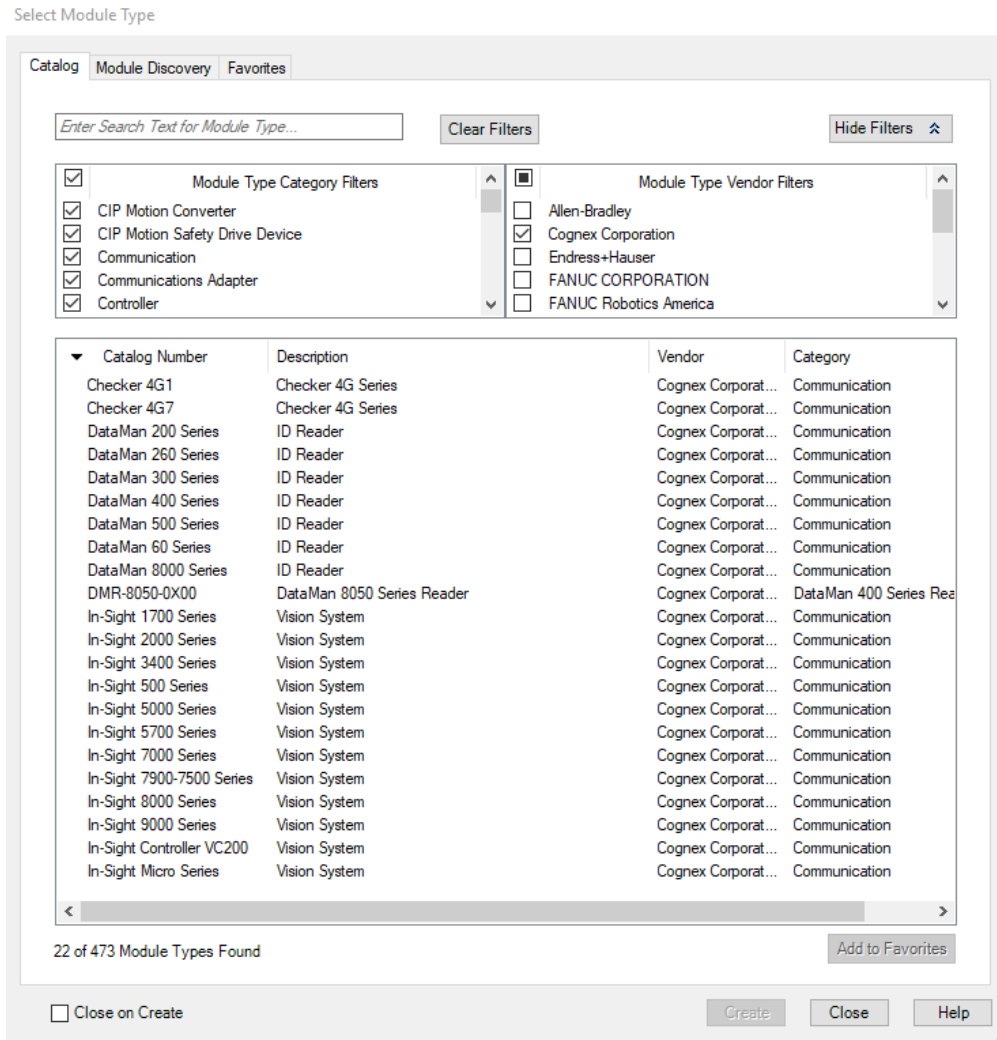 Select Module Type
Catalog Module Discovery Favorites
Enter Search Text for Module Type... Clear Filters Hide Filters
Module Type Category Filters Module Type Vendor Filters
CIP Motion Converter Allen-Bradley
CIP Motion Safety Drive Device Cognex Corporation
Communication Endress+Hauser
Communications Adapter FANUC CORPORATION
Controller FANUC Robotics America
Catalog Number Description Vendor Category
Checker 4G1 Checker 4G Series Cognex Corporat... Communication
Checker 4G7 Checker 4G Series Cognex Corporat... Communication
DataMan 200 Series ID Reader Cognex Corporat... Communication
DataMan 260 Series ID Reader Cognex Corporat... Communication
DataMan 300 Series ID Reader Cognex Corporat... Communication
DataMan 400 Series ID Reader Cognex Corporat... Communication
DataMan 500 Series ID Reader Cognex Corporat... Communication
DataMan 60 Series ID Reader Cognex Corporat... Communication
DataMan 8000 Series ID Reader Cognex Corporat... Communication
DMR-8050-0X00 DataMan 8050 Series Reader Cognex Corporat... DataMan 400 Series Rea
In-Sight 1700 Series Vision System Cognex Corporat... Communication
In-Sight 2000 Series Vision System Cognex Corporat... Communication
In-Sight 3400 Series Vision System Cognex Corporat... Communication
In-Sight 500 Series Vision System Cognex Corporat... Communication
In-Sight 5000 Series Vision System Cognex Corporat... Communication
In-Sight 5700 Series Vision System Cognex Corporat... Communication
In-Sight 7000 Series Vision System Cognex Corporat... Communication
In-Sight 7900-7500 Series Vision System Cognex Corporat... Communication
In-Sight 8000 Series Vision System Cognex Corporat... Communication
In-Sight 9000 Series Vision System Cognex Corporat... Communication
In-Sight Controller VC200 Vision System Cognex Corporat... Communication
In-Sight Micro Series Vision System Cognex Corporat... Communication
22 of 473 Module Types Found Add to Favorites
Close on Create Create Close Help